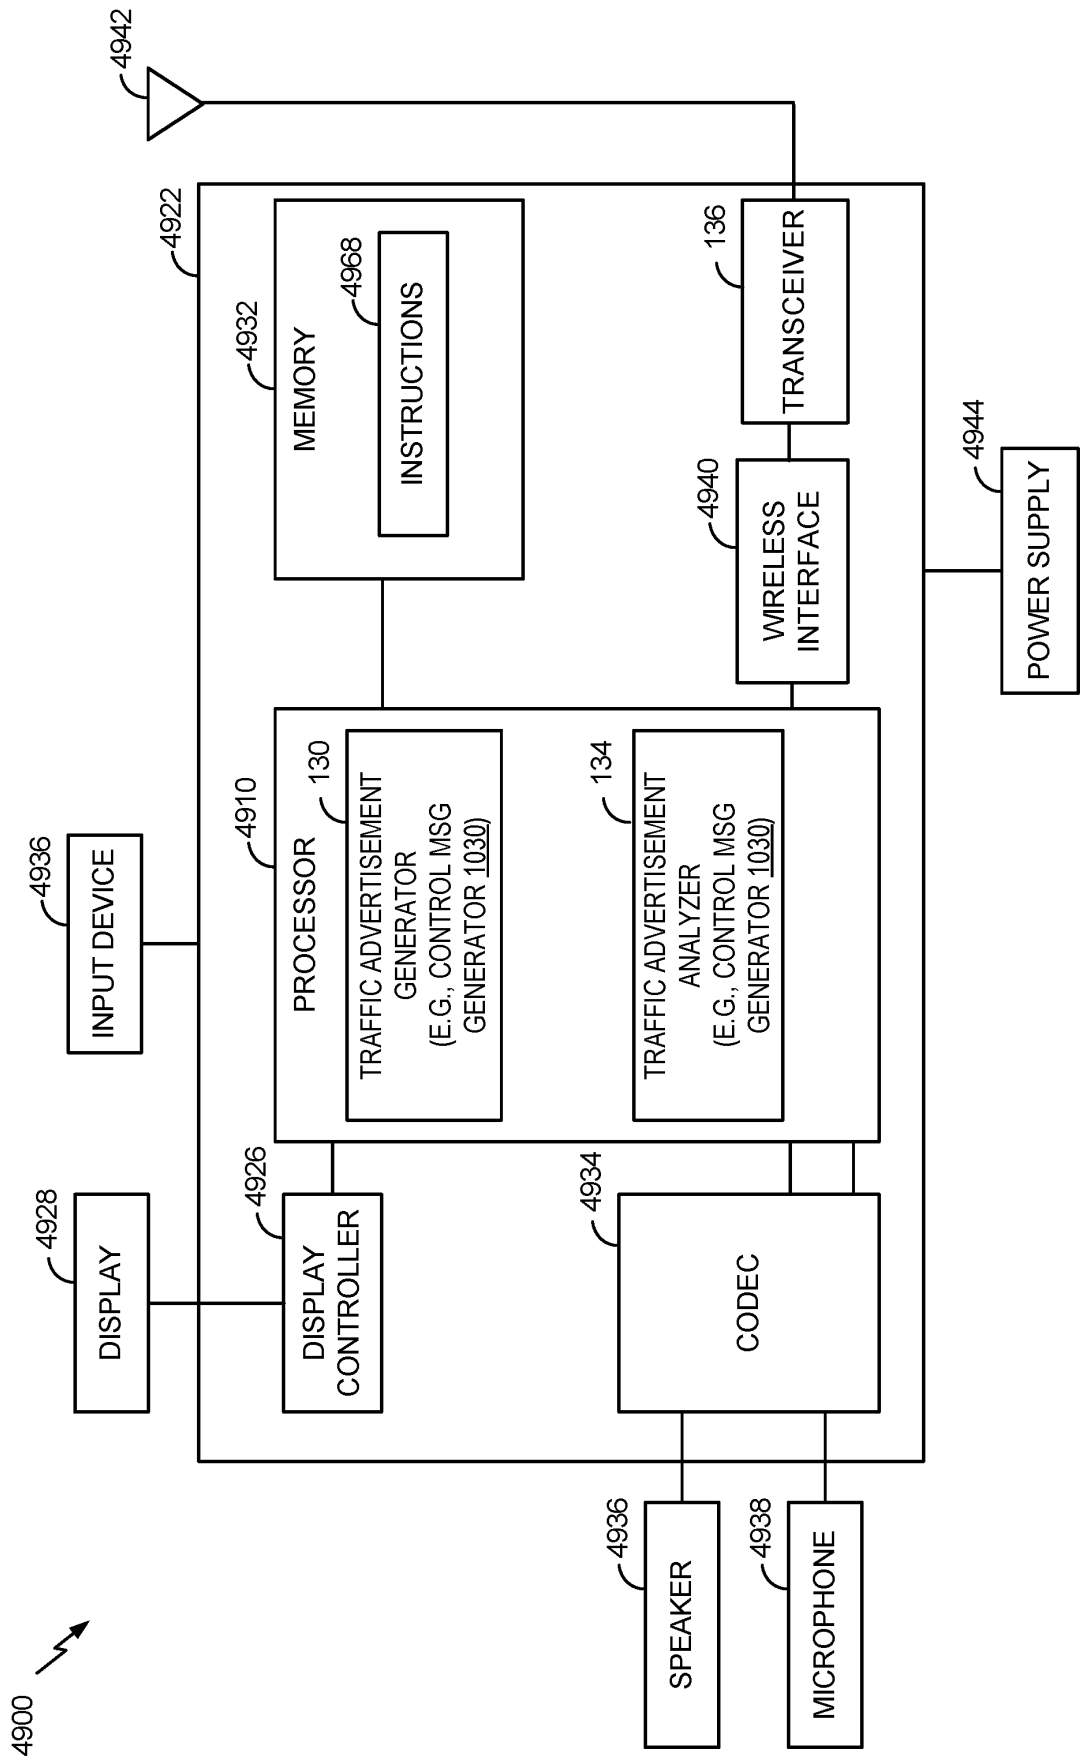 4900
DISPLAY
4928
INPUT DEVICE
4936
4942
4922
DISPLAY
CONTROLLER
4926
PROCESSOR
4910
TRAFFIC ADVERTISEMENT
GENERATOR
(E.G., CONTROL MSG
GENERATOR 1030)
130
TRAFFIC ADVERTISEMENT
ANALYZER
(E.G., CONTROL MSG
GENERATOR 1030)
134
MEMORY
4932
INSTRUCTIONS
4968
SPEAKER
4936
MICROPHONE
4938
CODEC
4934
WIRELESS
INTERFACE
4940
TRANSCEIVER
136
POWER SUPPLY
4944